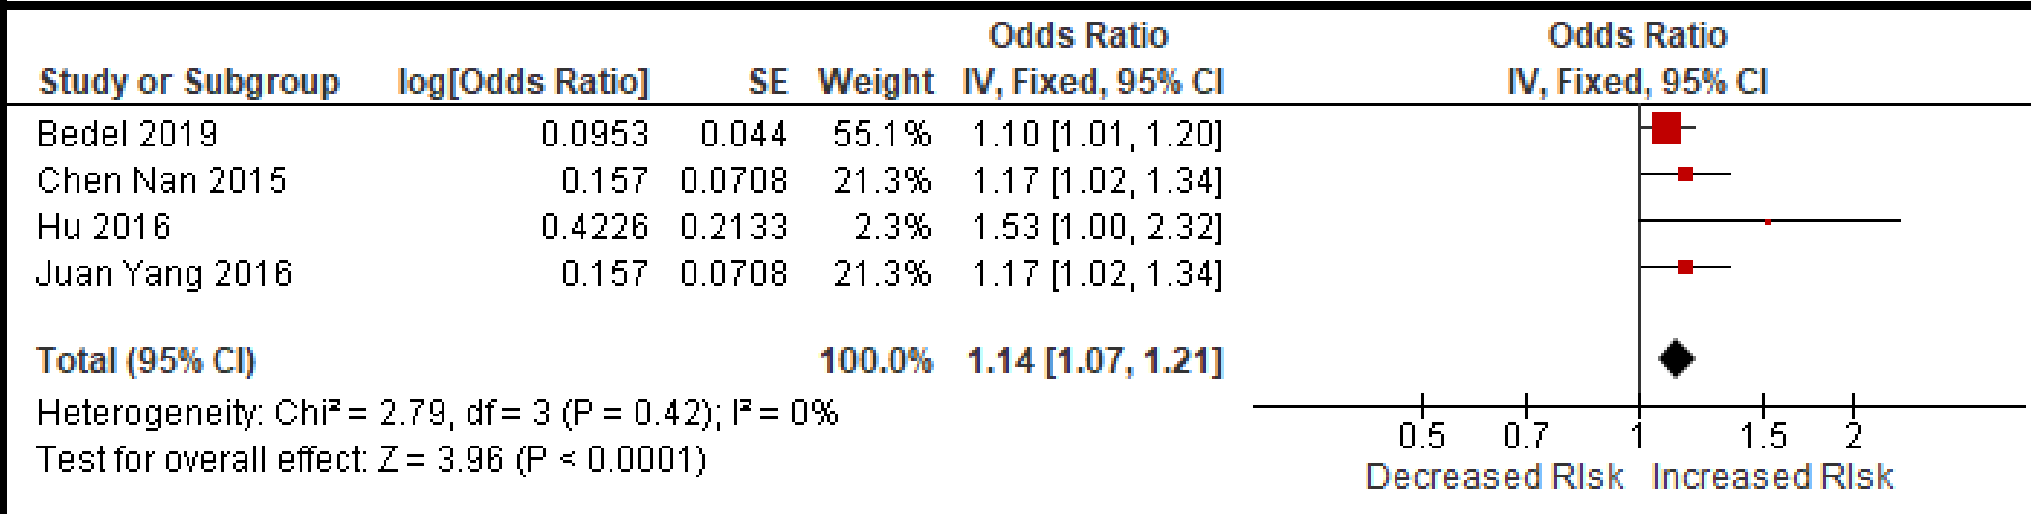 Odds Ratio Odds Ratio
Study or Subgroup log[Odds Ratio] SE Weight IV, Fixed, 95% CI IV, Fixed, 95% CI
Bedel 2019 0.0953 0.044 55.1% 1.10 [1.01, 1.20]
Chen Nan 2015 0.157 0.0708 21.3% 1.17 [1.02, 1.34]
Hu 2016 0.4226 0.2133 2.3% 1.53 [1.00, 2.32]
Juan Yang 2016 0.157 0.0708 21.3% 1.17 [1.02, 1.34]
Total (95% CI) 100.0% 1.14 [1.07, 1.21]
Heterogeneity: Chi² = 2.79, df = 3 (P = 0.42); I² = 0%
0.5 0.7 1 1.5 2
Test for overall effect: Z = 3.96 (P < 0.0001)
Decreased RIsk Increased RIsk